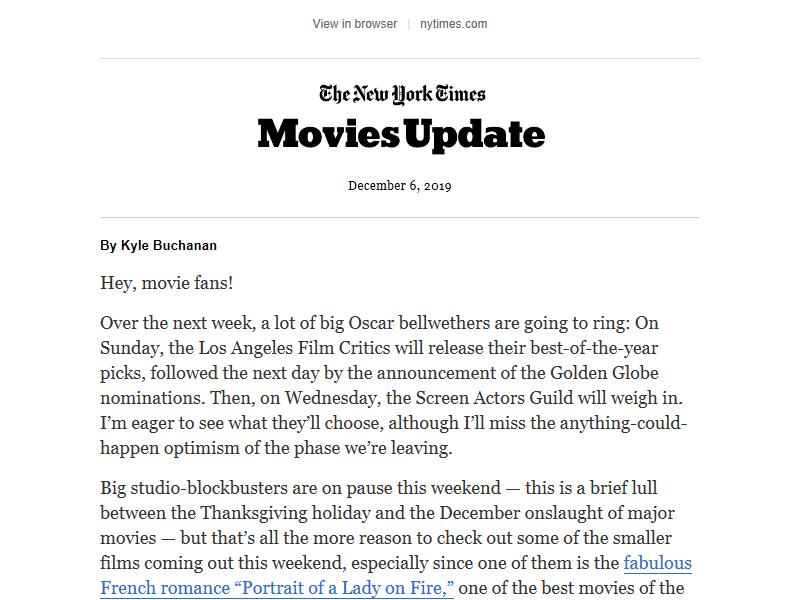 View in browser | nytimes.com
The New York Times
Movies Update
December 6, 2019
By Kyle Buchanan
Hey, movie fans!
Over the next week, a lot of big Oscar bellwethers are going to ring: On
Sunday, the Los Angeles Film Critics will release their best-of-the-year
picks, followed the next day by the announcement of the Golden Globe
nominations. Then, on Wednesday, the Screen Actors Guild will weigh in.
I’m eager to see what they’ll choose, although I’ll miss the anything-could-
happen optimism of the phase we’re leaving.
Big studio-blockbusters are on pause this weekend — this is a brief lull
between the Thanksgiving holiday and the December onslaught of major
movies — but that’s all the more reason to check out some of the smaller
films coming out this weekend, especially since one of them is the fabulous
French romance “Portrait of a Lady on Fire,” one of the best movies of the